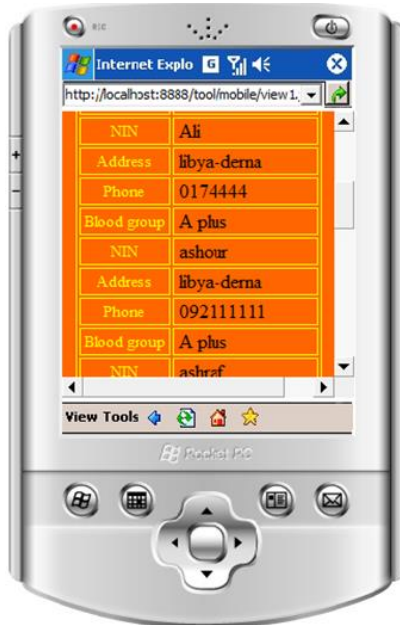 Internet Explo G
http://localhost:8888/tool/mobile/view1.
NIN Ali
Address libya-derna
Phone 0174444
Blood group A plus
NIN ashour
Address libya-derna
Phone 092111111
Blood group A plus
NIN ashraf
View Tools
Pocket PC